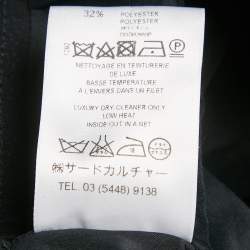 32%
POLYESTER
POLYESTER
NETTOYAGE EN TEINTURERIE
DE LUXE
BASSE TEMPERATURE
A L'ENVERS DANS UN FILET
LUXURY DRY CLEANER ONLY
LOW HEAT
INSIDE OUT IN A NET
㈱サードカルチャー
TEL. 03 (5448) 9138